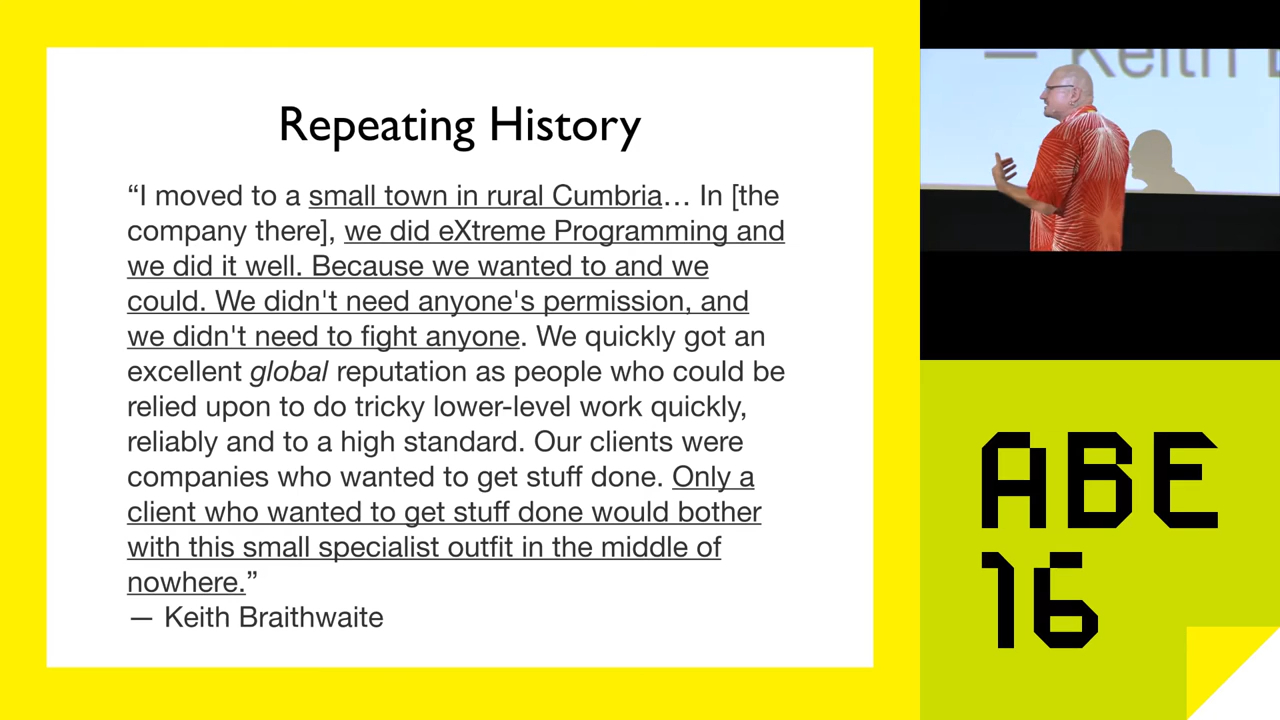 Repeating History
“I moved to a small town in rural Cumbria… In [the
company there], we did eXtreme Programming and
we did it well. Because we wanted to and we
could. We didn't need anyone's permission, and
we didn't need to fight anyone. We quickly got an
excellent global reputation as people who could be
relied upon to do tricky lower-level work quickly,
reliably and to a high standard. Our clients were
companies who wanted to get stuff done. Only a
client who wanted to get stuff done would bother
with this small specialist outfit in the middle of
nowhere.”
— Keith Braithwaite
— Keith
ABE
16